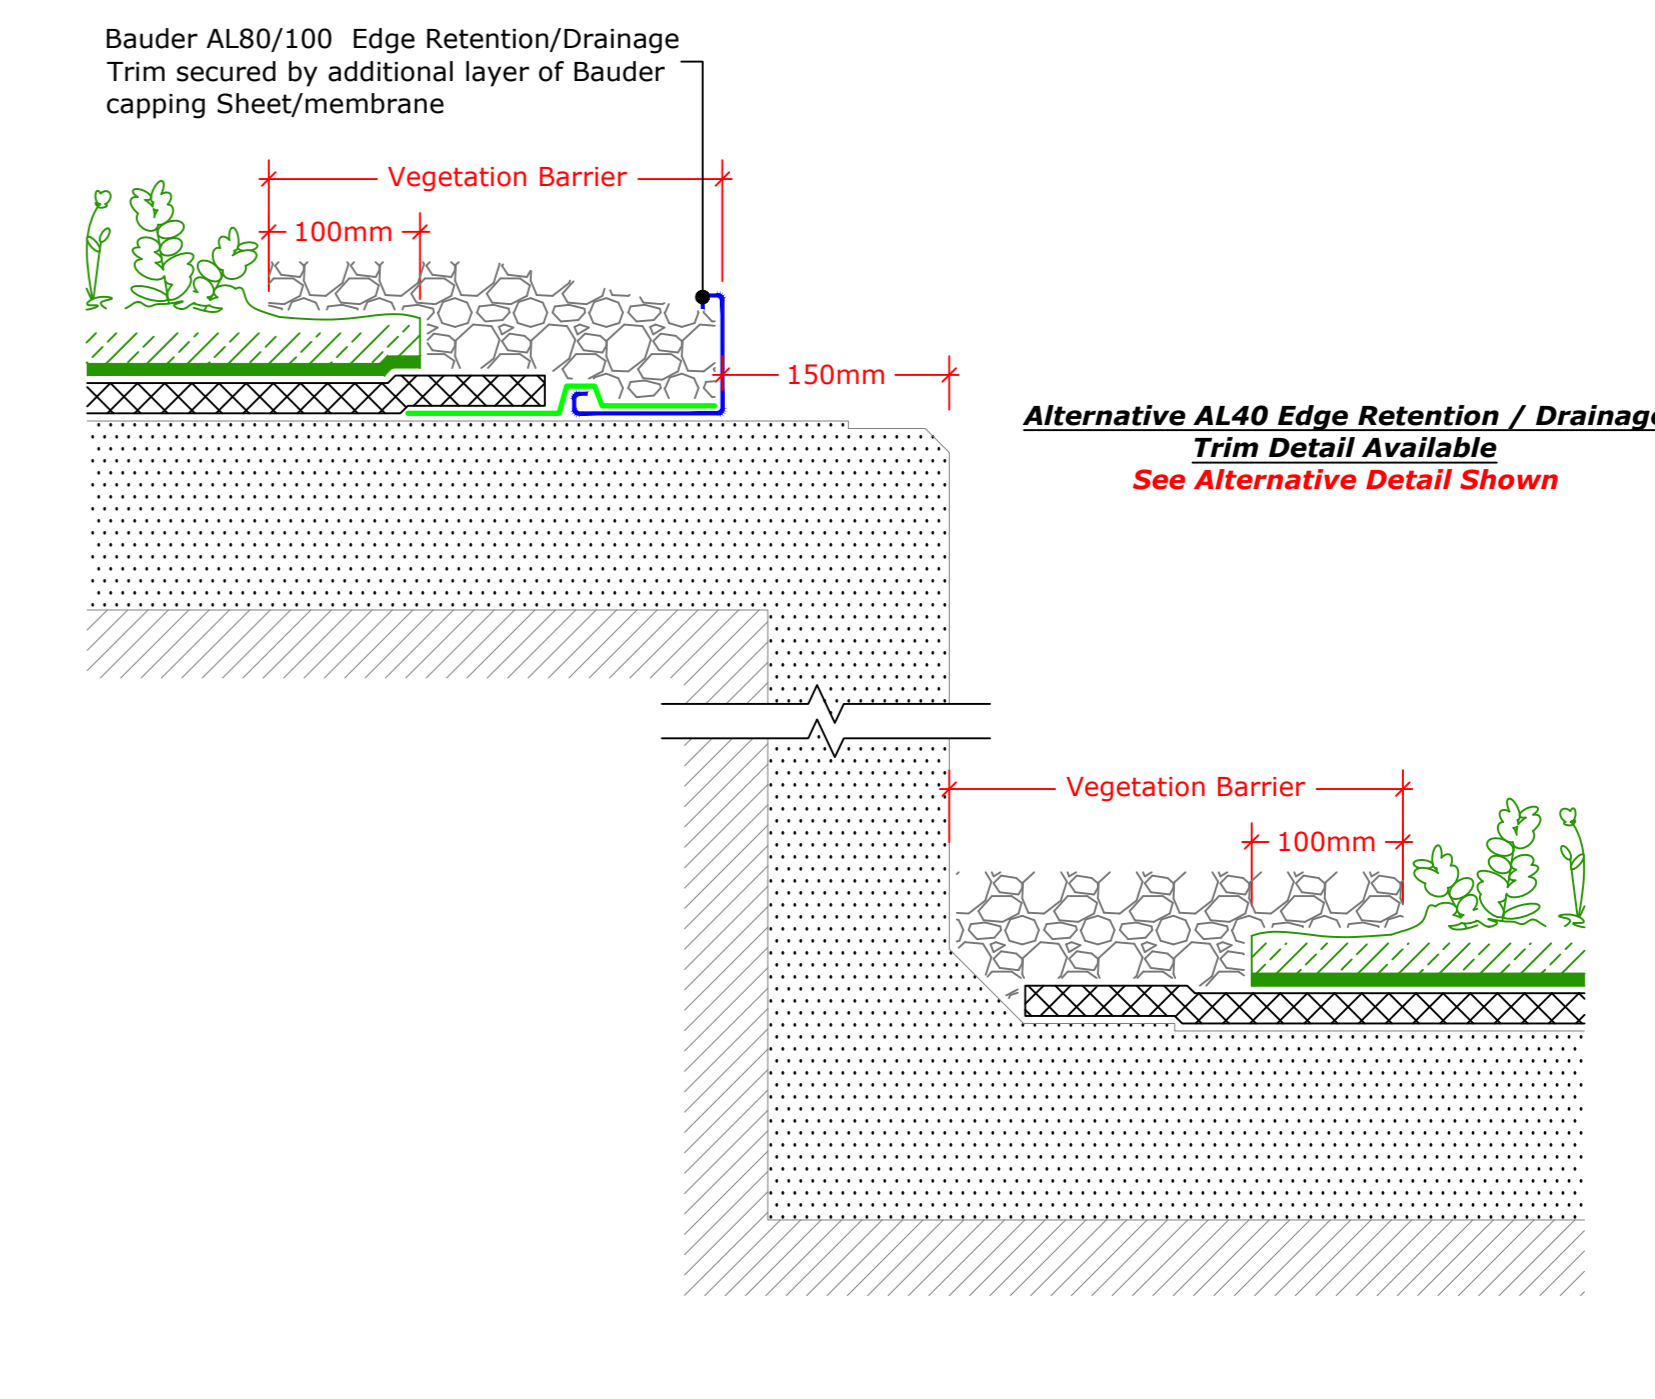 Bauder AL80/100 Edge Retention/Drainage
Trim secured by additional layer of Bauder
capping Sheet/membrane
Vegetation Barrier
100mm
150mm
Alternative AL40 Edge Retention / Drainage
Trim Detail Available
See Alternative Detail Shown
Vegetation Barrier
100mm